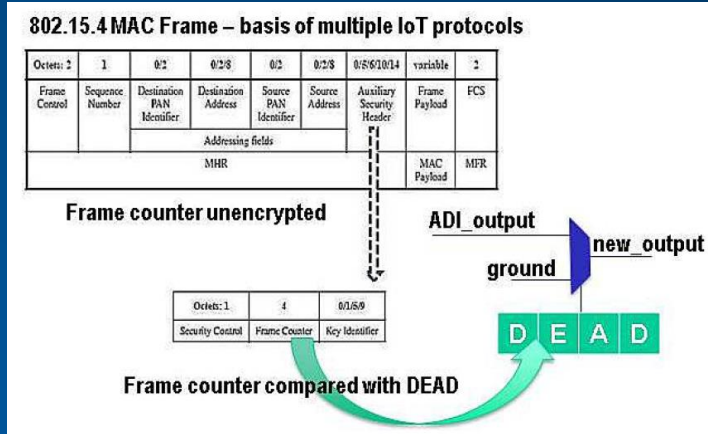 802.15.4 MAC Frame – basis of multiple IoT protocols
Octets: 2 1 0/2 0/2/8 0/2 0/2/8 0/5/6/10/14 variable 2
Frame Control Sequence Number Destination PAN Identifier Destination Address Source PAN Identifier Source Address Auxiliary Security Header Frame Payload FCS
Addressing fields
MHR MAC Payload MFR
Frame counter unencrypted
ADI_output
new_output
ground
Octets: 1 4 0/1/5/9
Security Control Frame Counter Key Identifier
D E A D
Frame counter compared with DEAD